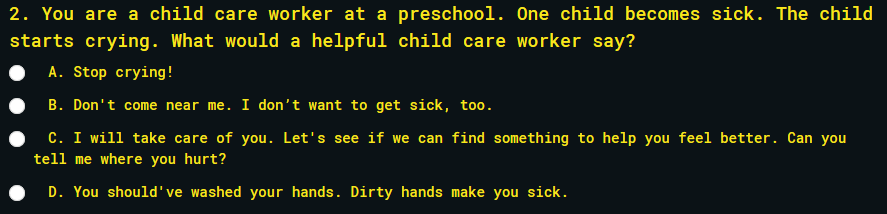 2. You are a child care worker at a preschool. One child becomes sick. The child
starts crying. What would a helpful child care worker say?
A. Stop crying!
B. Don't come near me. I don’t want to get sick, too.
C. I will take care of you. Let's see if we can find something to help you feel better. Can you
tell me where you hurt?
D. You should've washed your hands. Dirty hands make you sick.